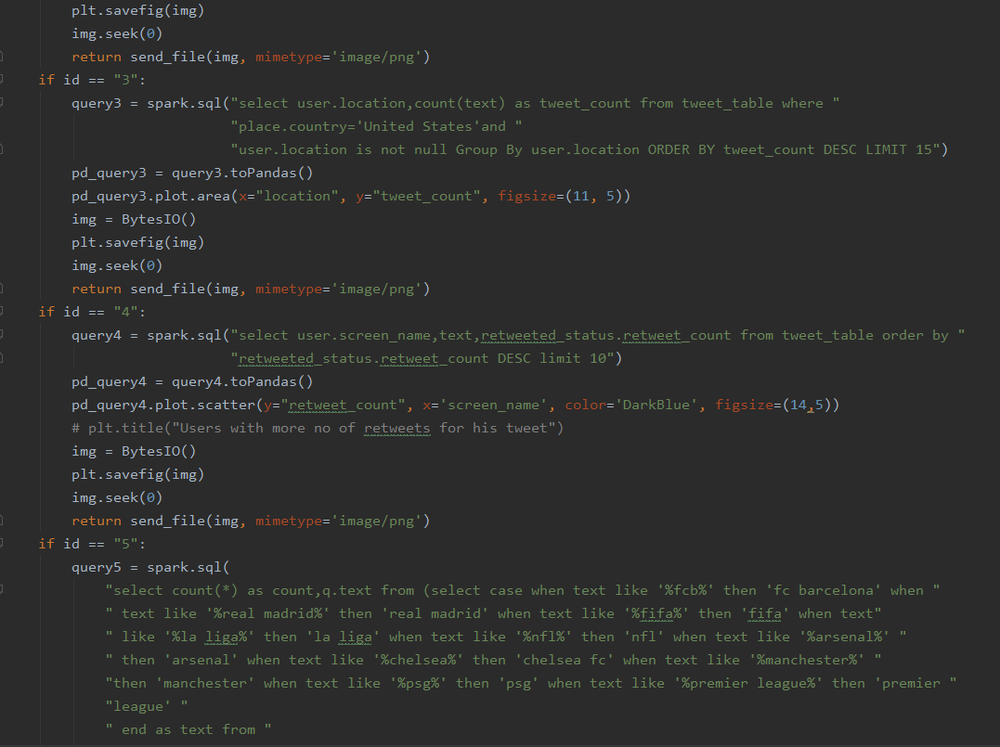 plt.savefig(img)
img.seek(0)
return send_file(img, mimetype='image/png')
if id == "3":
query3 = spark.sql("select user.location,count(text) as tweet_count from tweet_table where "
"place.country='United States'and "
"user.location is not null Group By user.location ORDER BY tweet_count DESC LIMIT 15")
pd_query3 = query3.toPandas()
pd_query3.plot.area(x="location", y="tweet_count", figsize=(11, 5))
img = BytesIO()
plt.savefig(img)
img.seek(0)
return send_file(img, mimetype='image/png')
if id == "4":
query4 = spark.sql("select user.screen_name,text,retweeted_status.retweet_count from tweet_table order by "
"retweeted_status.retweet_count DESC limit 10")
pd_query4 = query4.toPandas()
pd_query4.plot.scatter(y="retweet_count", x='screen_name', color='DarkBlue', figsize=(14,5))
# plt.title("Users with more no of retweets for his tweet")
img = BytesIO()
plt.savefig(img)
img.seek(0)
return send_file(img, mimetype='image/png')
if id == "5":
query5 = spark.sql(
"select count(*) as count,q.text from (select case when text like '%fcb%' then 'fc barcelona' when "
" text like '%real madrid%' then 'real madrid' when text like '%fifa%' then 'fifa' when text"
" like '%la liga%' then 'la liga' when text like '%nfl%' then 'nfl' when text like '%arsenal%' "
" then 'arsenal' when text like '%chelsea%' then 'chelsea fc' when text like '%manchester%' "
"then 'manchester' when text like '%psg%' then 'psg' when text like '%premier league%' then 'premier "
"league' "
" end as text from "